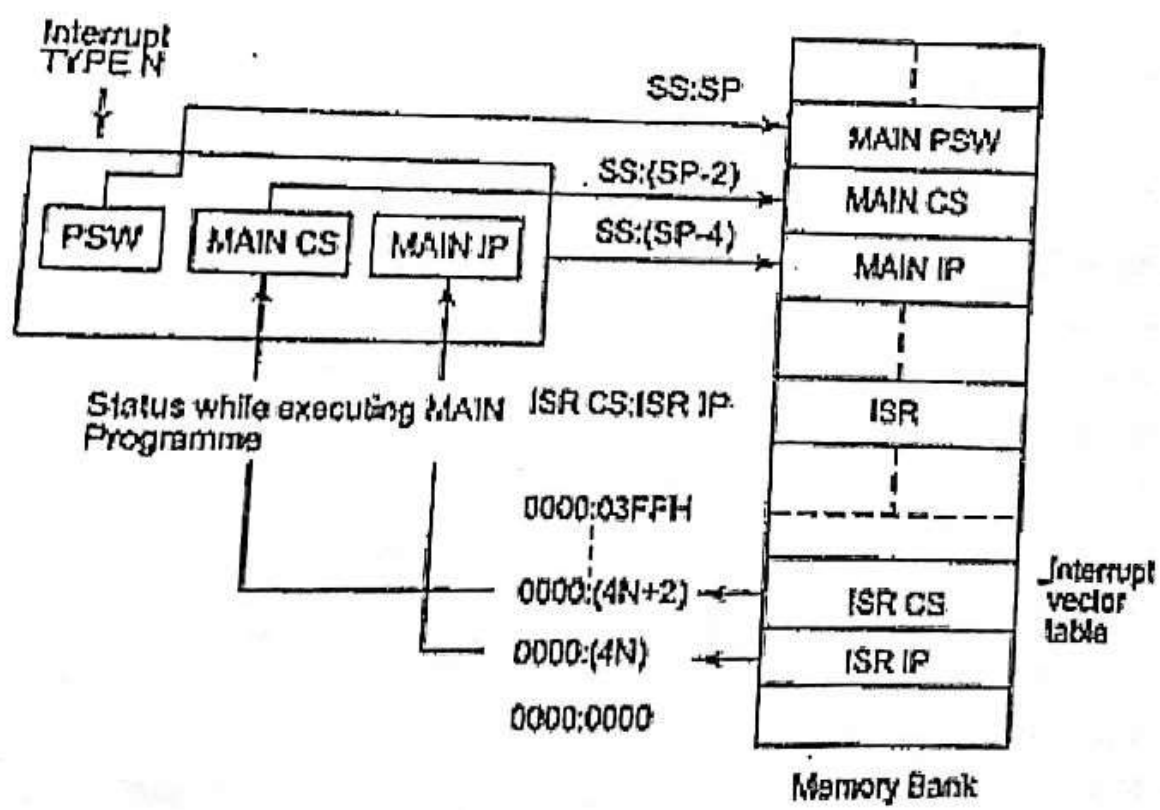 Interrupt
TYPE N
SS:SP
MAIN PSW
SS:(SP-2)
MAIN CS
SS:(SP-4)
MAIN IP
PSW
MAIN CS
MAIN IP
Status while executing MAIN
Programme
ISR CS:ISR IP
ISR
0000:03FFH
0000:(4N+2)
ISR CS
Interrupt
vector
table
0000:(4N)
ISR IP
0000:0000
Memory Bank